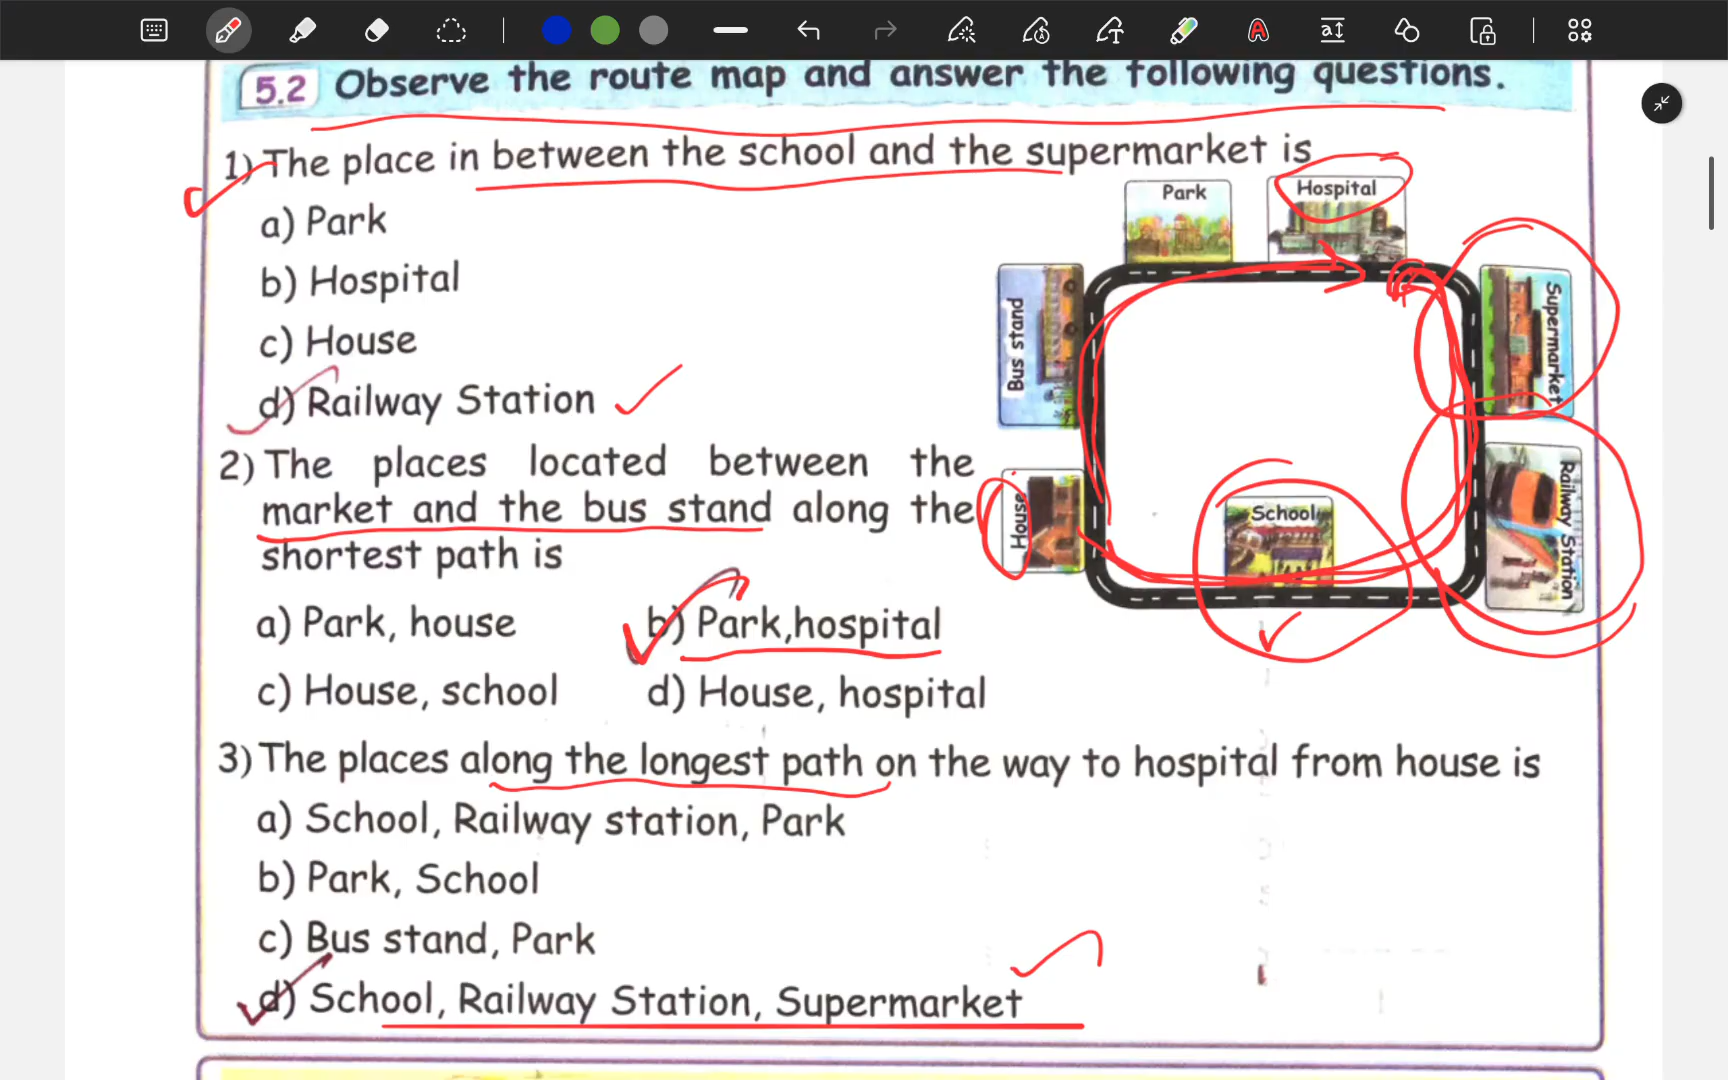 5.2 Observe the route map and answer the following questions.
1) The place in between the school and the supermarket is
a) Park
b) Hospital
c) House
d) Railway Station
Park
Hospital
Bus stand
Supermarket
House
School
Railway Station
2) The places located between the
market and the bus stand along the
shortest path is
a) Park, house
b) Park,hospital
c) House, school
d) House, hospital
3) The places along the longest path on the way to hospital from house is
a) School, Railway station, Park
b) Park, School
c) Bus stand, Park
d) School, Railway Station, Supermarket